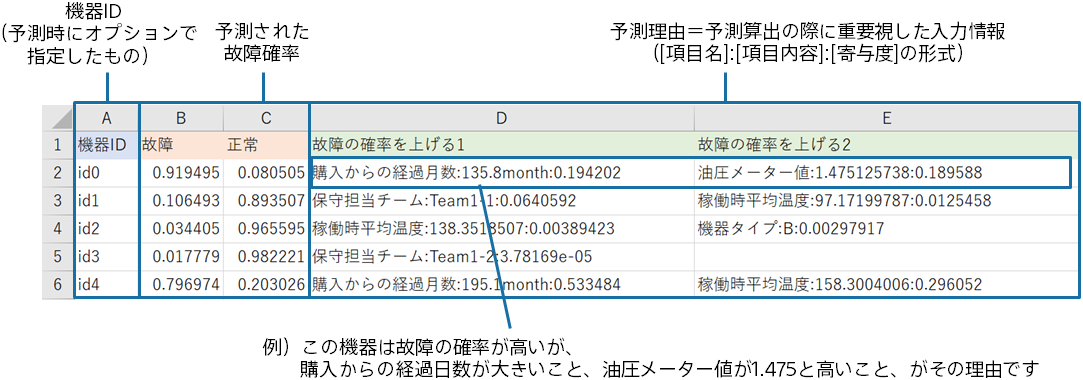 機器ID
(予測時にオプションで
指定したもの)
予測された
故障確率
予測理由=予測算出の際に重要視した入力情報
([項目名]:[項目内容]:[寄与度]の形式)
A B C D E
1 機器ID 故障 正常 故障の確率を上げる1 故障の確率を上げる2
2 id0 0.919495 0.080505 購入からの経過月数:135.8month:0.194202 油圧メーター値:1.475125738:0.189588
3 id1 0.106493 0.893507 保守担当チーム:Team1-1:0.0640592 稼働時平均温度:97.17199787:0.0125458
4 id2 0.034405 0.965595 稼働時平均温度:138.3518507:0.00389423 機器タイプ:B:0.00297917
5 id3 0.017779 0.982221 保守担当チーム:Team1-2:3.78169e-05
6 id4 0.796974 0.203026 購入からの経過月数:195.1month:0.533484 稼働時平均温度:158.3004006:0.296052
例)この機器は故障の確率が高いが、
購入からの経過日数が大きいこと、油圧メーター値が1.475と高いこと、がその理由です